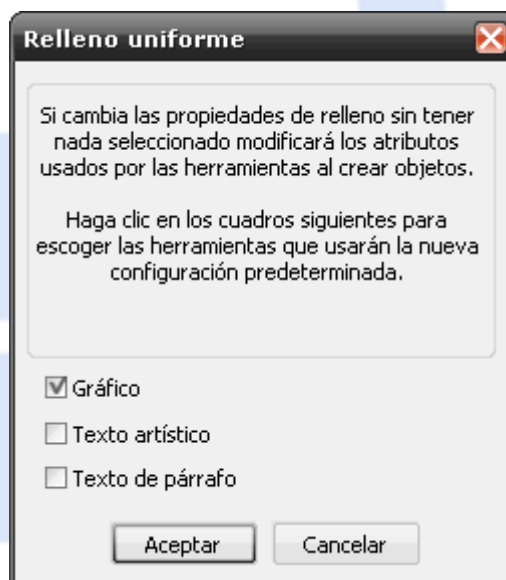 Relleno uniforme
Si cambia las propiedades de relleno sin tener
nada seleccionado modificará los atributos
usados por las herramientas al crear objetos.
Haga clic en los cuadros siguientes para
escoger las herramientas que usarán la nueva
configuración predeterminada.
Gráfico
Texto artístico
Texto de párrafo
Aceptar Cancelar